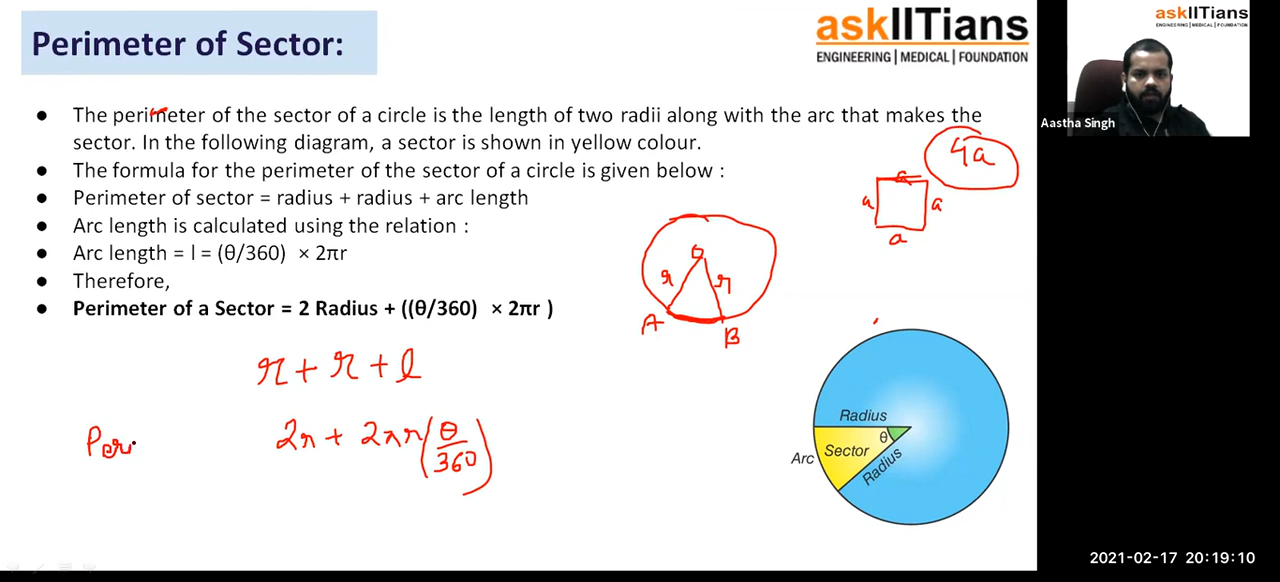 Perimeter of Sector:
askIITians
ENGINEERING | MEDICAL | FOUNDATION
askIITians
ENGINEERING | MEDICAL | FOUNDATION
Aastha Singh
● The perimeter of the sector of a circle is the length of two radii along with the arc that makes the
sector. In the following diagram, a sector is shown in yellow colour.
● The formula for the perimeter of the sector of a circle is given below :
● Perimeter of sector = radius + radius + arc length
● Arc length is calculated using the relation :
● Arc length = l = (θ/360) × 2πr
● Therefore,
● Perimeter of a Sector = 2 Radius + ((θ/360) × 2πr )
4a
a
a a
a
O
r r
A B
r + r + l
Peri 2r + 2πr(θ/360)
Radius
θ
Arc Sector
Radius
2021-02-17 20:19:10